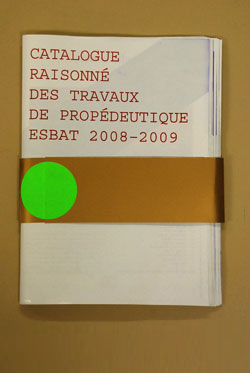 CATALOGUE
RAISONNÉ
DES TRAVAUX
DE PROPÉDEUTIQUE
ESBAT 2008-2009